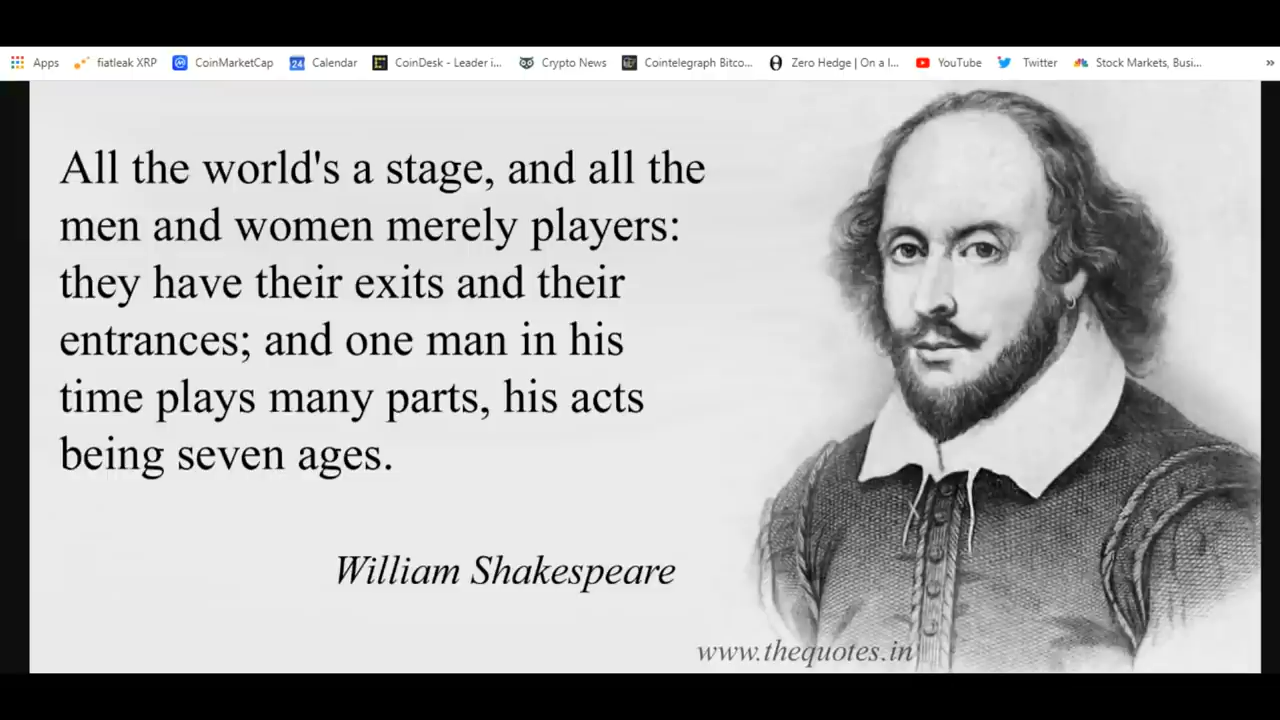 Apps fiatleak XRP CoinMarketCap 24 Calendar CoinDesk - Leader i... Crypto News Cointelegraph Bitco... Zero Hedge | On a l... YouTube Twitter Stock Markets, Busi... »
All the world's a stage, and all the
men and women merely players:
they have their exits and their
entrances; and one man in his
time plays many parts, his acts
being seven ages.
William Shakespeare
www.thequotes.in